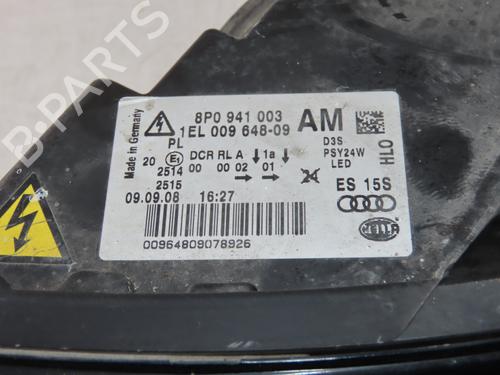 8P0 941 003 AM
1EL 009 648-09
Made in Germany
PL
D3S
PSY24W
LED
HLO
20 E1 DCR RL A 1a
2514 00 00 02 01
2515
ES 15S
09.09.08 16:27
HELLA
00964809078926